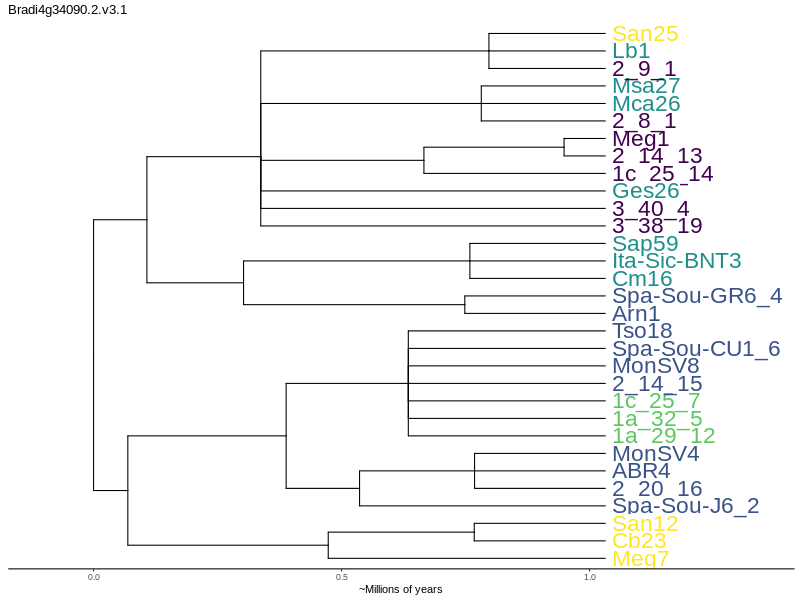 Bradi4g34090.2.v3.1
San25
Lb1
2_9_1
Msa27
Mca26
2_8_1
Meg1
2_14_13
1c_25_14
Ges26
3_40_4
3_38_19
Sap59
Ita-Sic-BNT3
Cm16
Spa-Sou-GR6_4
Arn1
Tso18
Spa-Sou-CU1_6
MonSV8
2_14_15
1c_25_7
1a_32_5
1a_29_12
MonSV4
ABR4
2_20_16
Spa-Sou-J6_2
San12
Cb23
Meg7
0.0 0.5 1.0
~Millions of years